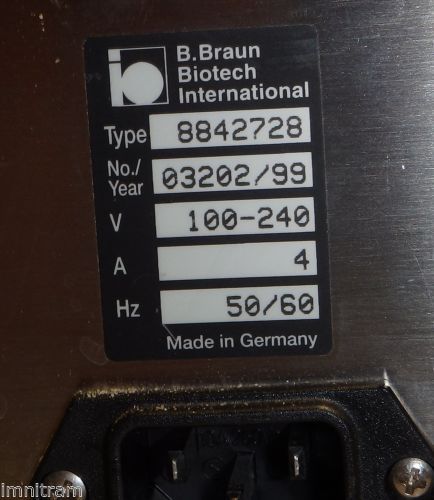 B.Braun
Biotech
International
Type 8842728
No./
Year 03202/99
V 100-240
A 4
Hz 50/60
Made in Germany
imnitram